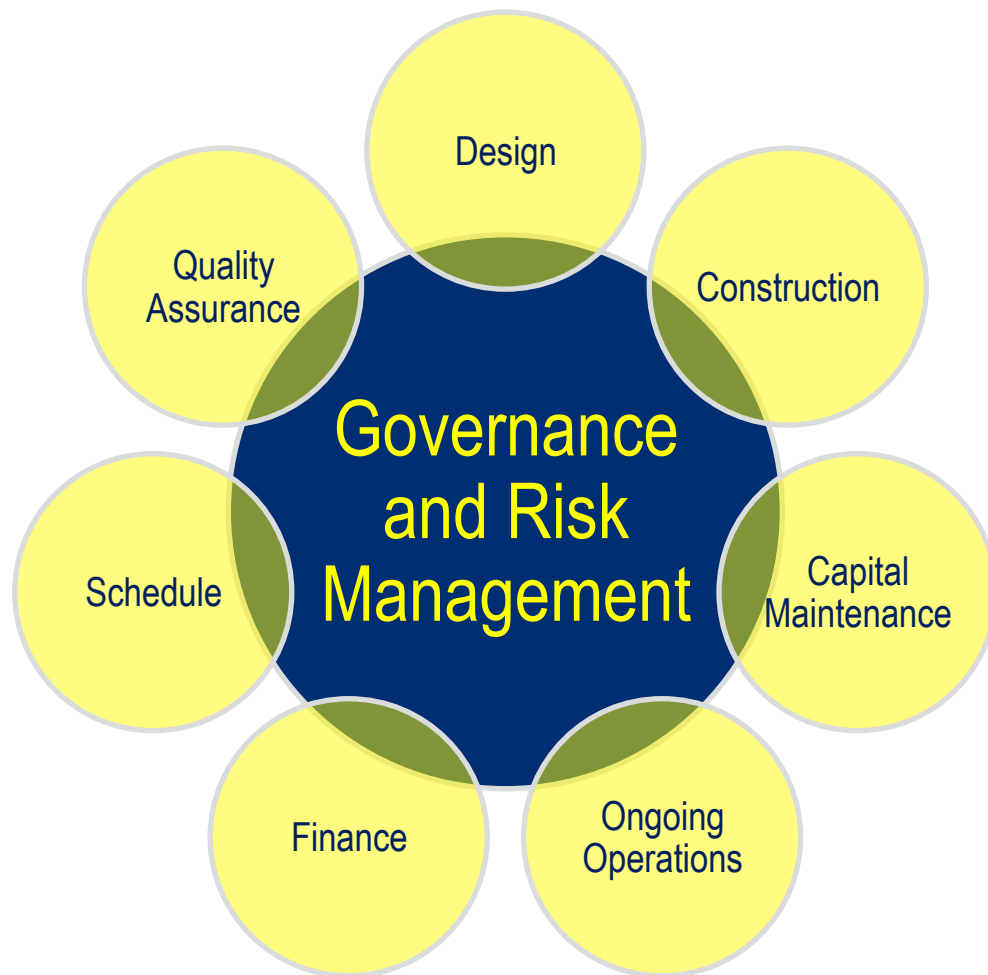 Design
Construction
Capital
Maintenance
Ongoing
Operations
Finance
Schedule
Quality
Assurance
Governance
and Risk
Management